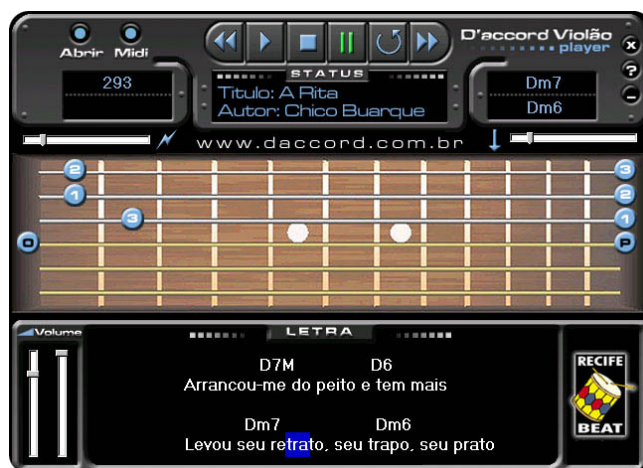 D'accord Violão
player
Abrir Midi
x
?
293
STATUS
Titulo: A Rita
Autor: Chico Buarque
Dm7
Dm6
www.daccord.com.br
2
3
1
2
3
1
O
P
Volume
LETRA
D7M D6
Arrancou-me do peito e tem mais
Dm7 Dm6
Levou seu retrato, seu trapo, seu prato
RECIFE
BEAT